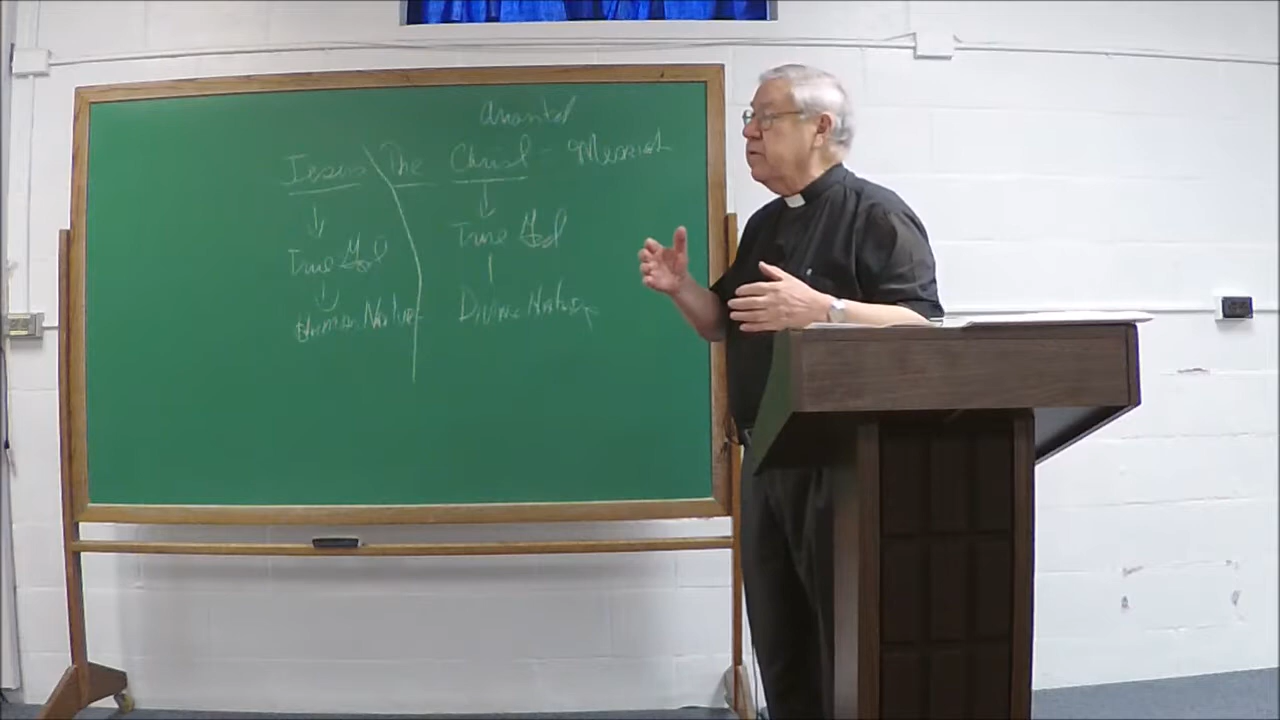 Anointed
Jesus The Christ = Messiah
↓ ↓
True God True God
↓ |
Human Nature Divine Nature